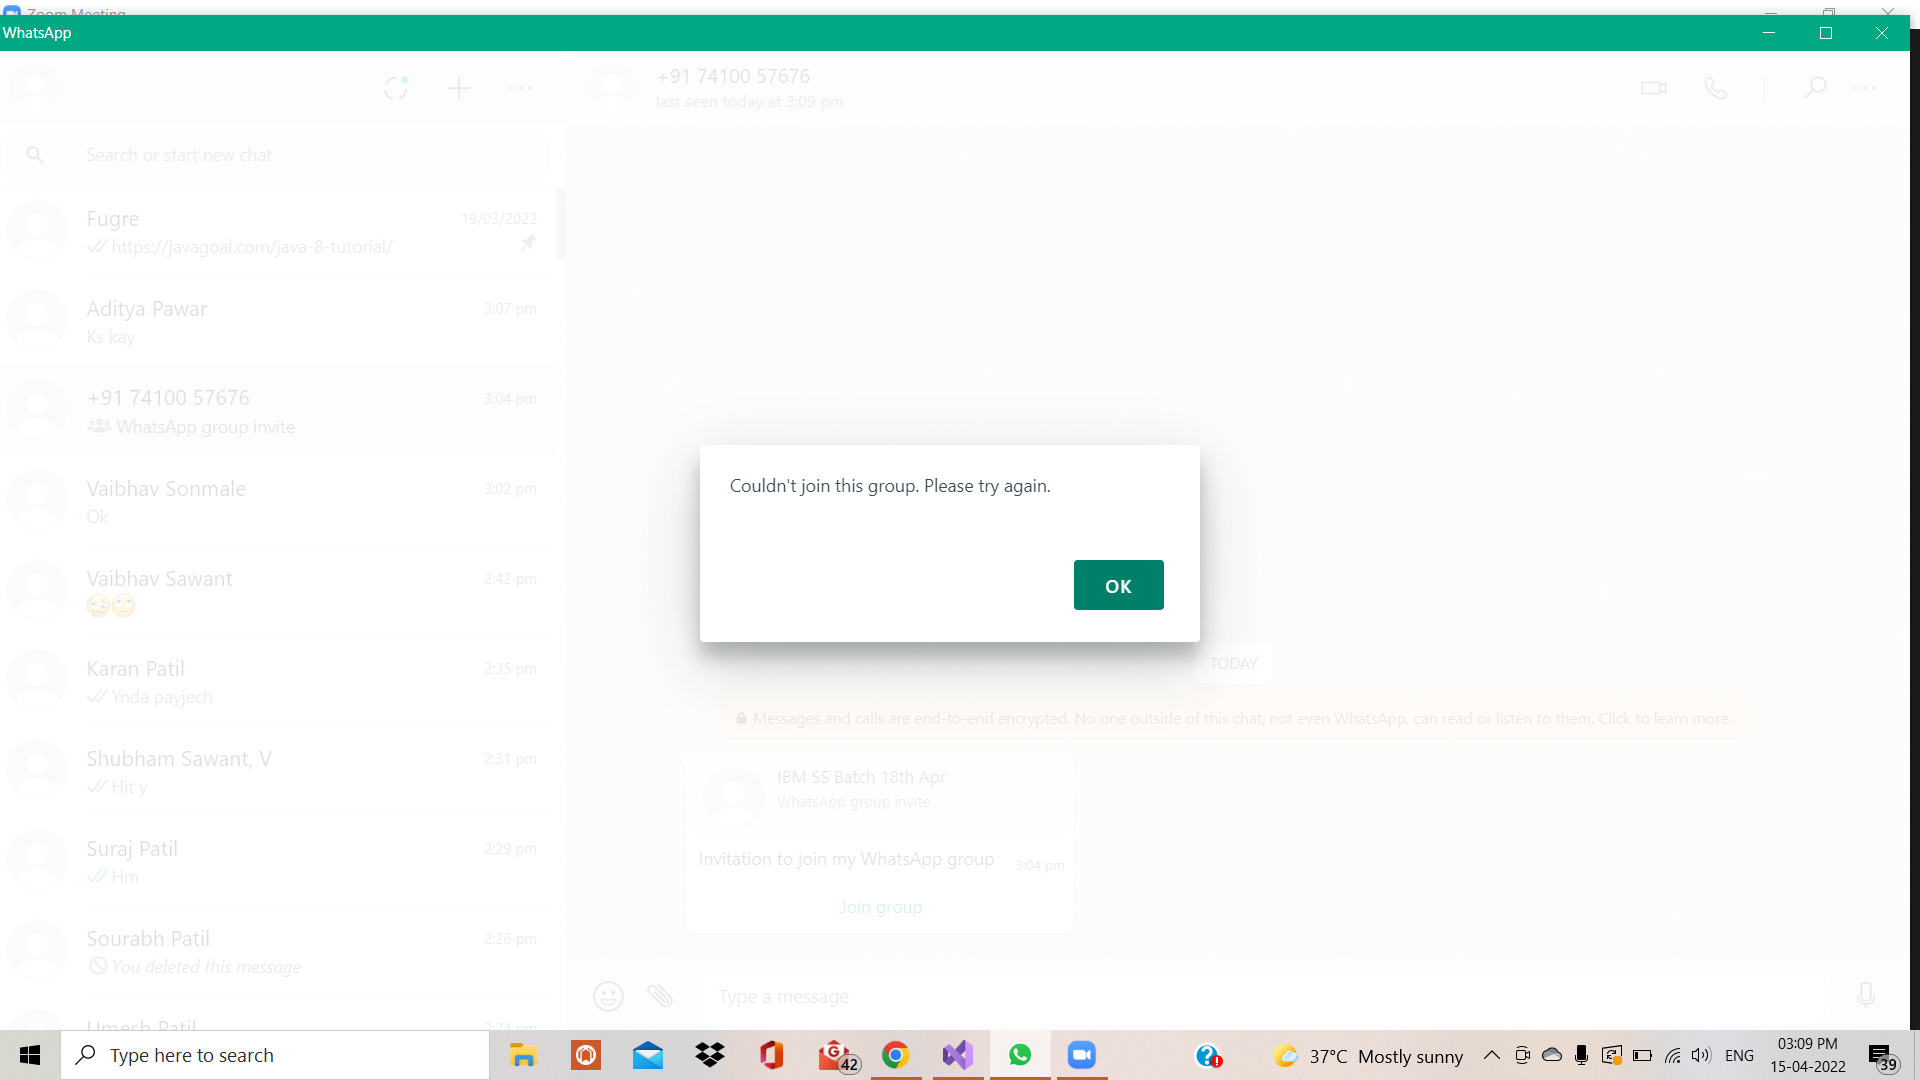 Zoom Meeting
WhatsApp
+91 74100 57676
last seen today at 3:09 pm
Search or start new chat
Fugre
19/03/2022
https://javagoal.com/java-8-tutorial/
Aditya Pawar
3:07 pm
Ks kay
+91 74100 57676
3:04 pm
WhatsApp group invite
Vaibhav Sonmale
3:02 pm
Ok
Vaibhav Sawant
2:42 pm
Karan Patil
2:35 pm
Ynda payjech
Shubham Sawant, V
2:31 pm
Hit y
Suraj Patil
2:29 pm
Hm
Sourabh Patil
2:26 pm
You deleted this message
Umesh Patil
2:24 pm
Couldn't join this group. Please try again.
OK
TODAY
Messages and calls are end-to-end encrypted. No one outside of this chat, not even WhatsApp, can read or listen to them. Click to learn more.
IBM SS Batch 18th Apr
WhatsApp group invite
Invitation to join my WhatsApp group
3:04 pm
Join group
Type a message
Type here to search
42
37°C Mostly sunny
ENG
03:09 PM
15-04-2022
39